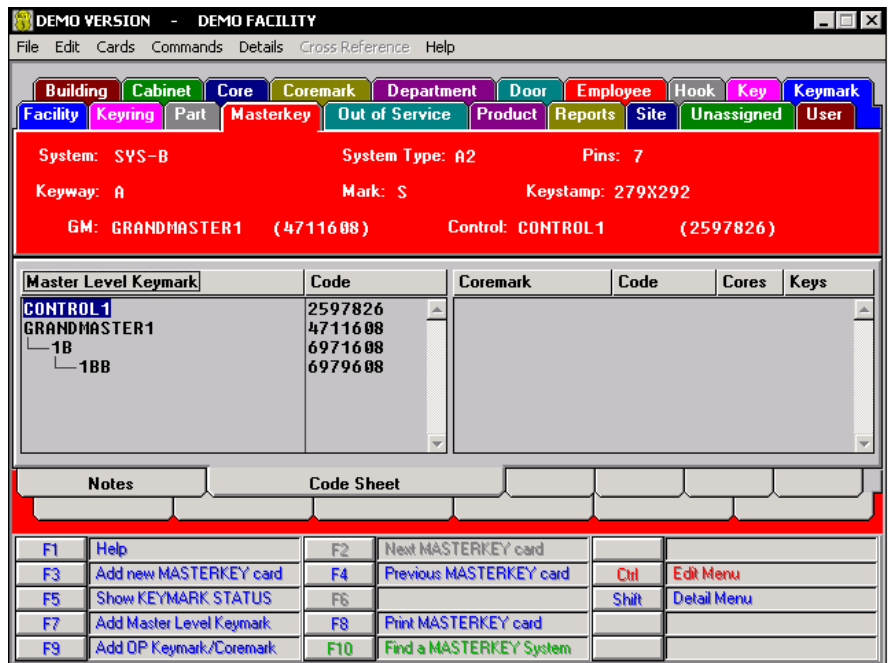 DEMO VERSION - DEMO FACILITY
File Edit Cards Commands Details Cross Reference Help
Building Cabinet Core Coremark Department Door Employee Hook Key Keymark
Facility Keyring Part Masterkey Out of Service Product Reports Site Unassigned User
System: SYS-B System Type: A2 Pins: 7
Keyway: A Mark: S Keystamp: 279X292
GM: GRANDMASTER1 (4711608) Control: CONTROL1 (2597826)
Master Level Keymark Code Coremark Code Cores Keys
CONTROL1 2597826
GRANDMASTER1 4711608
1B 6971608
1BB 6979608
Notes Code Sheet
F1 Help F2 Next MASTERKEY card
F3 Add new MASTERKEY card F4 Previous MASTERKEY card Ctrl Edit Menu
F5 Show KEYMARK STATUS F6 Shift Detail Menu
F7 Add Master Level Keymark F8 Print MASTERKEY card
F9 Add OP Keymark/Coremark F10 Find a MASTERKEY System